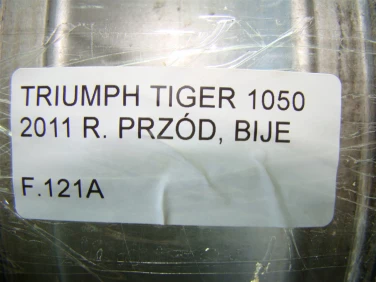 TRIUMPH TIGER 1050
2011 R. PRZÓD, BIJE
F.121A